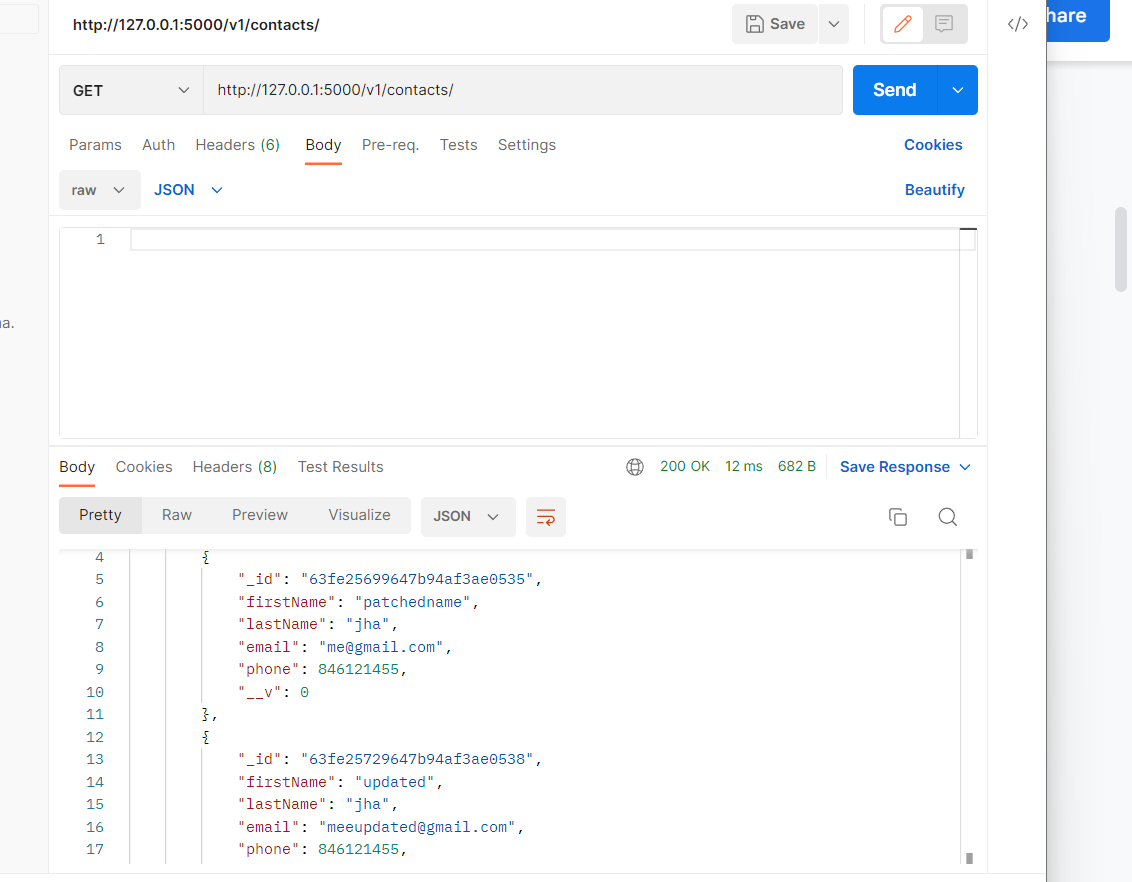 http://127.0.0.1:5000/v1/contacts/
Save
hare
GET
http://127.0.0.1:5000/v1/contacts/
Send
Params Auth Headers (6) Body Pre-req. Tests Settings Cookies
raw JSON Beautify
1
a.
Body Cookies Headers (8) Test Results 200 OK 12 ms 682 B Save Response
Pretty Raw Preview Visualize JSON
4 {
5 "_id": "63fe25699647b94af3ae0535",
6 "firstName": "patchedname",
7 "lastName": "jha",
8 "email": "me@gmail.com",
9 "phone": 846121455,
10 "__v": 0
11 },
12 {
13 "_id": "63fe25729647b94af3ae0538",
14 "firstName": "updated",
15 "lastName": "jha",
16 "email": "meeupdated@gmail.com",
17 "phone": 846121455,